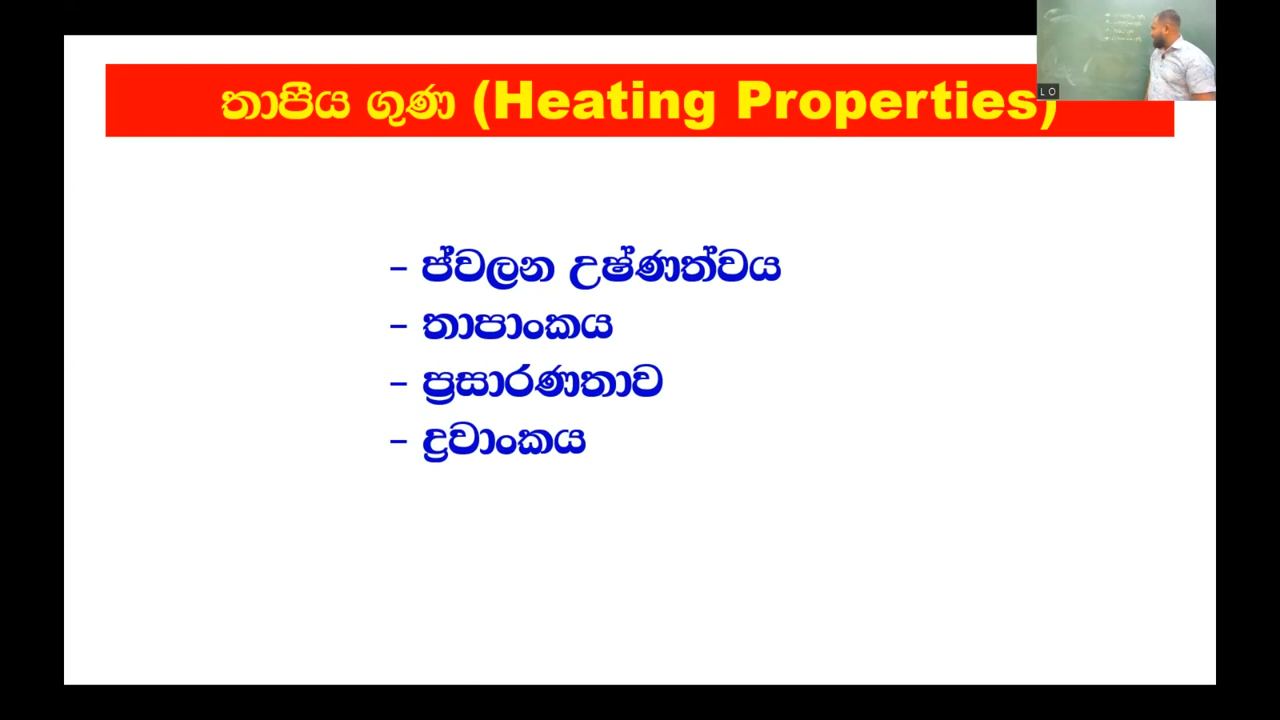 තාපීය ගුණ (Heating Properties)
L O
– ජ්වලන උෂ්ණත්වය
– තාපාංකය
– ප්‍රසාරණතාව
– ද්‍රවාංකය